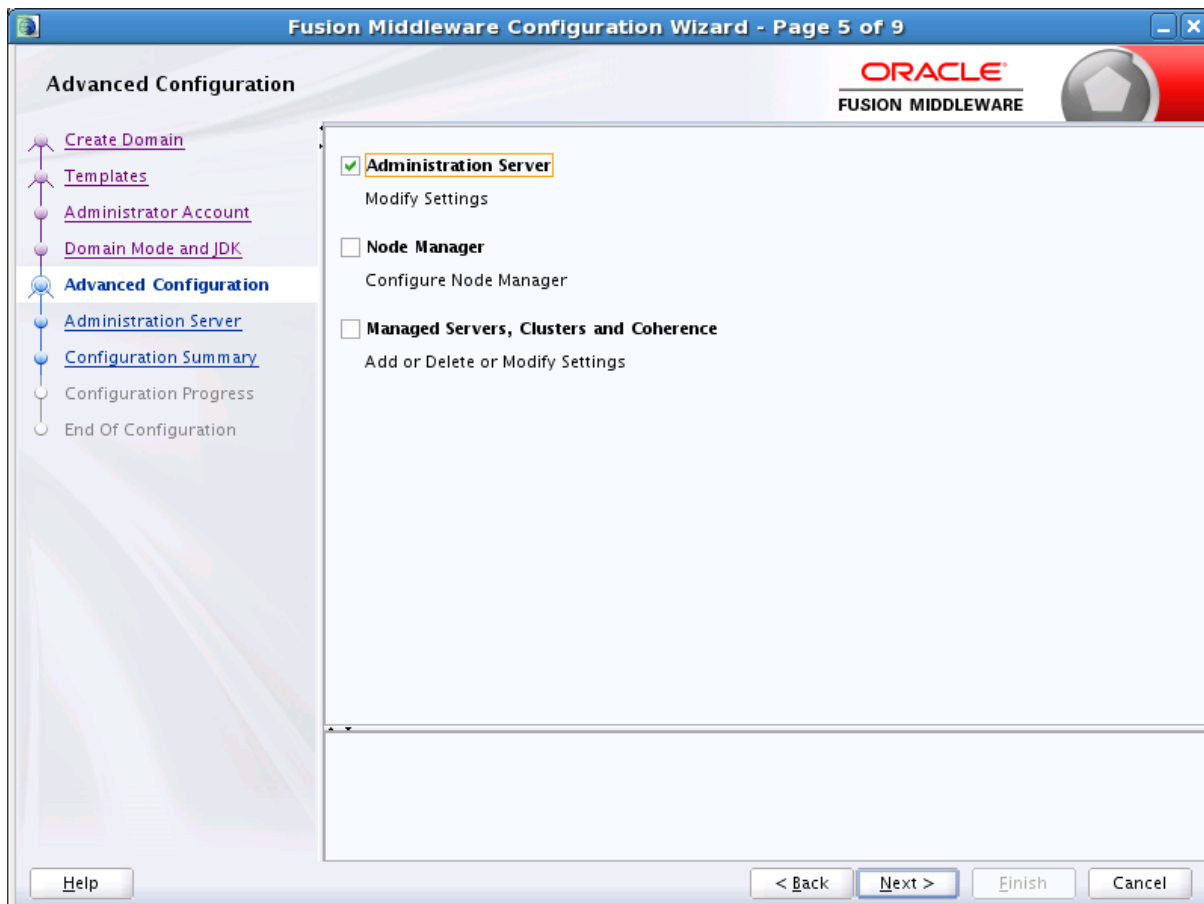 Fusion Middleware Configuration Wizard - Page 5 of 9
Advanced Configuration
ORACLE
FUSION MIDDLEWARE
Create Domain
Templates
Administrator Account
Domain Mode and JDK
Advanced Configuration
Administration Server
Configuration Summary
Configuration Progress
End Of Configuration
Administration Server
Modify Settings
Node Manager
Configure Node Manager
Managed Servers, Clusters and Coherence
Add or Delete or Modify Settings
Help
< Back
Next >
Finish
Cancel